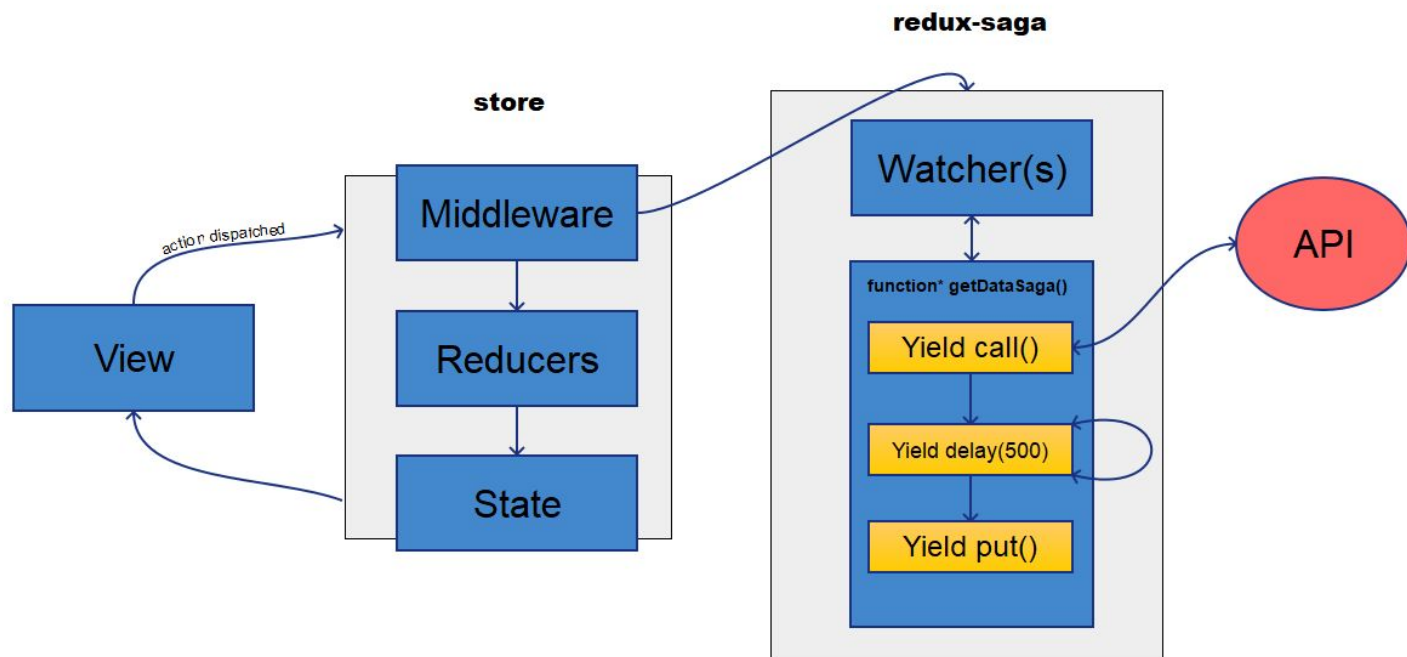 redux-saga
store
Middleware
Watcher(s)
action dispatched
API
View
Reducers
State
function* getDataSaga()
Yield call()
Yield delay(500)
Yield put()